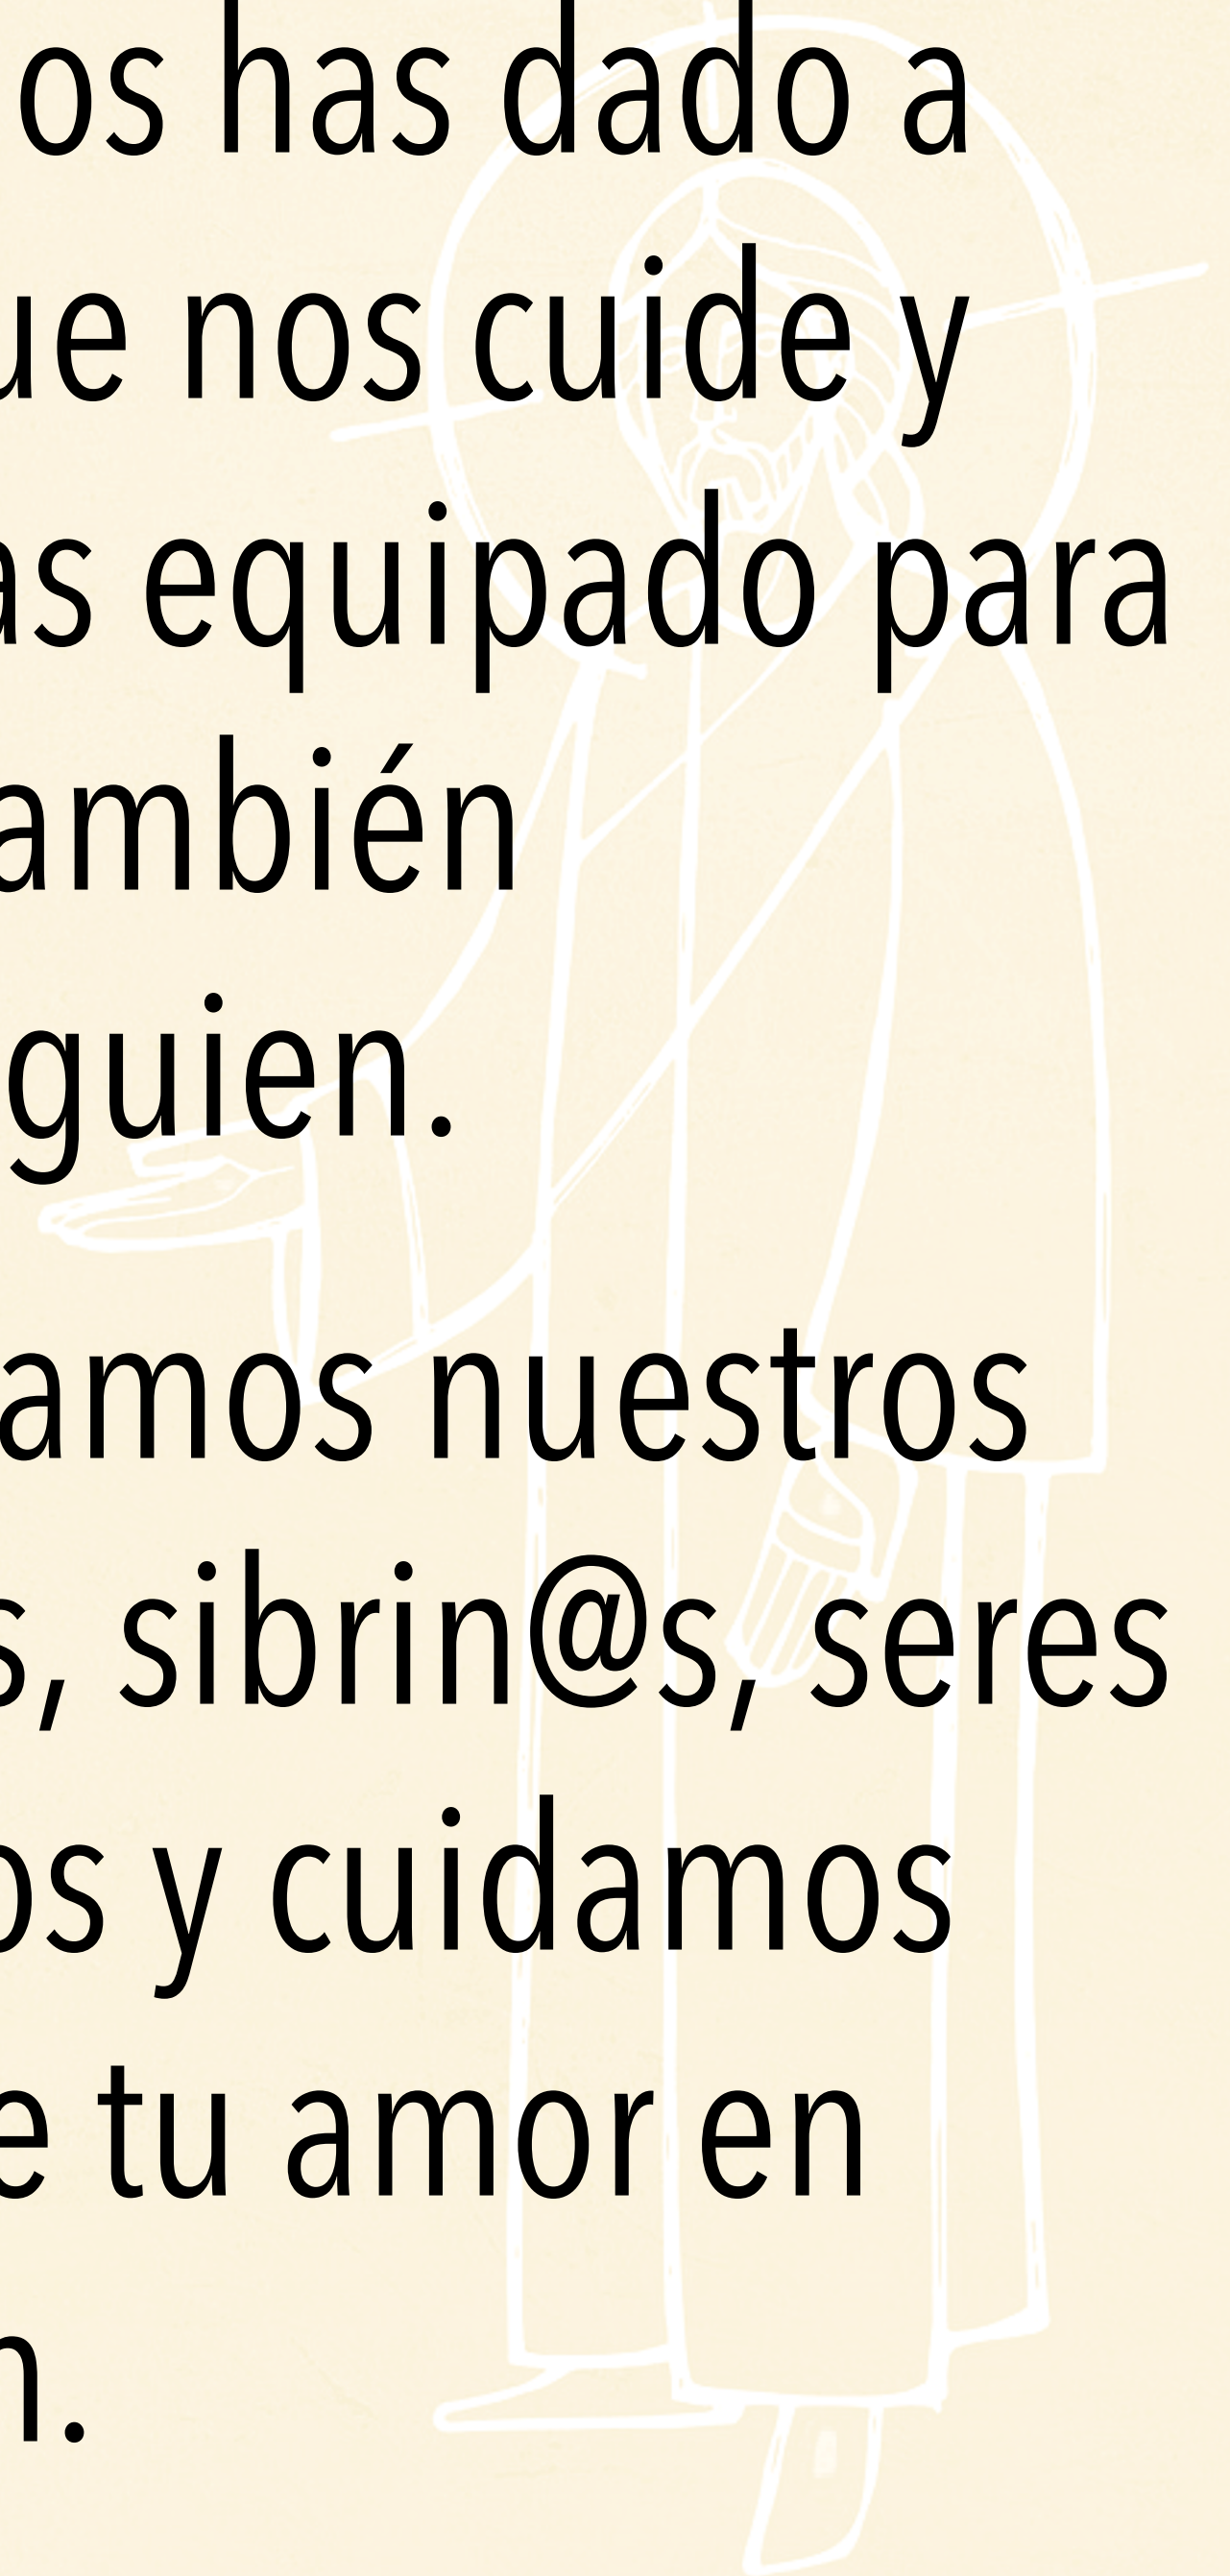 os has dado a
ue nos cuide y
as equipado para
ambién
guien.
amos nuestros
s, sibrin@s, seres
os y cuidamos
e tu amor en
n.